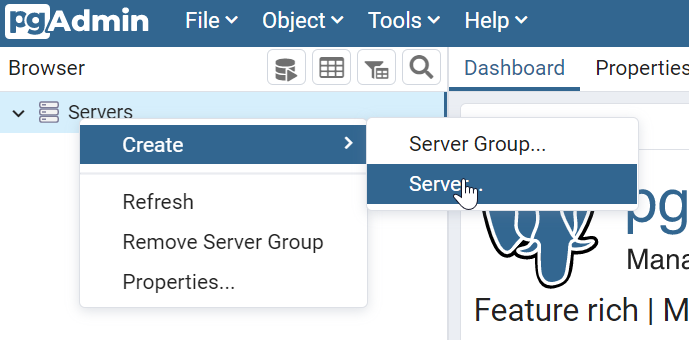 pgAdmin File Object Tools Help
Browser Dashboard Properties
Servers
Create
Server Group...
Server...
Refresh
Remove Server Group
Properties...
pg
Mana
Feature rich | M